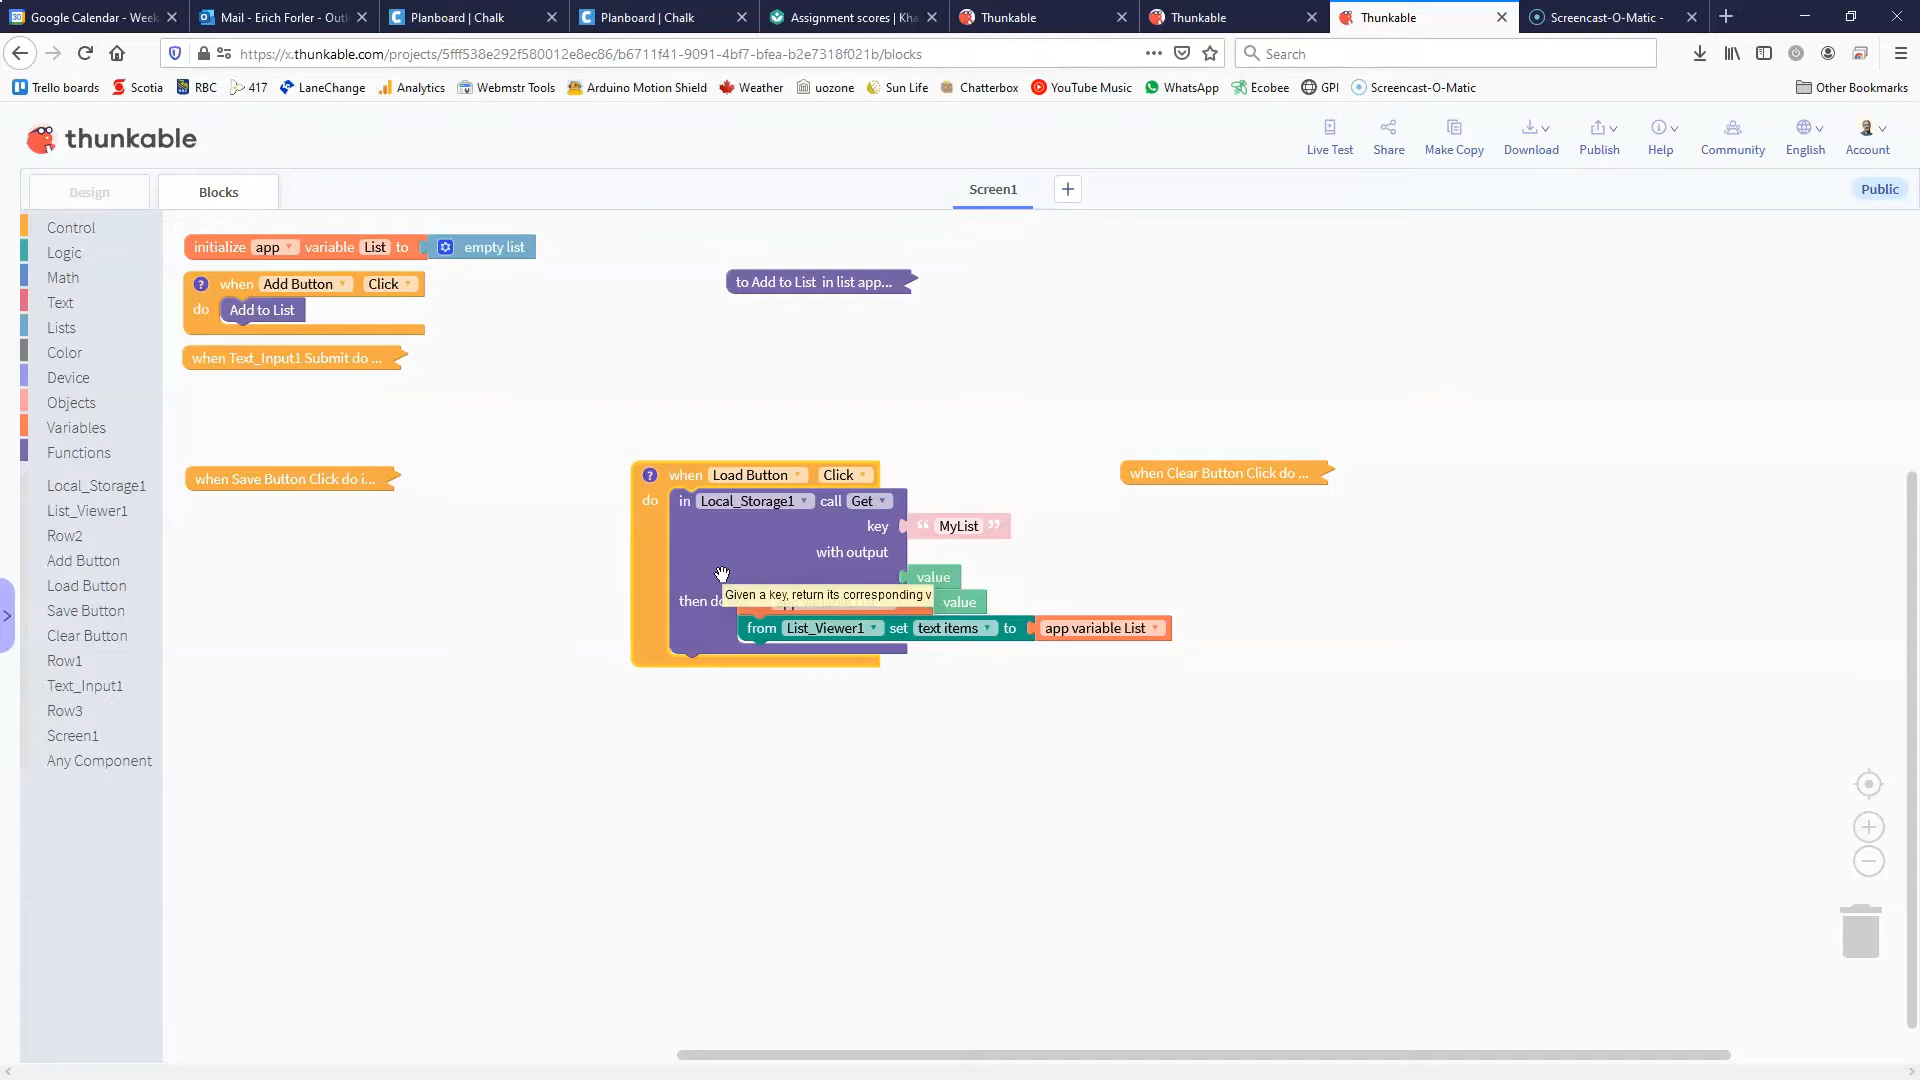 Google Calendar - Week
Mail - Erich Forler - Out
Planboard | Chalk
Planboard | Chalk
Assignment scores | Kha
Thunkable
Thunkable
Thunkable
Screencast-O-Matic -
https://x.thunkable.com/projects/5fff538e292f580012e8ec86/b6711f41-9091-4bf7-bfea-b2e7318f021b/blocks
Search
Trello boards
Scotia
RBC
417
LaneChange
Analytics
Webmstr Tools
Arduino Motion Shield
Weather
uozone
Sun Life
Chatterbox
YouTube Music
WhatsApp
Ecobee
GPI
Screencast-O-Matic
Other Bookmarks
thunkable
Live Test
Share
Make Copy
Download
Publish
Help
Community
English
Account
Design
Blocks
Screen1
Public
Control
Logic
Math
Text
Lists
Color
Device
Objects
Variables
Functions
Local_Storage1
List_Viewer1
Row2
Add Button
Load Button
Save Button
Clear Button
Row1
Text_Input1
Row3
Screen1
Any Component
initialize app variable List to empty list
? when Add Button Click
do Add to List
when Text_Input1 Submit do ...
to Add to List in list app...
when Save Button Click do i...
? when Load Button Click
do in Local_Storage1 call Get
key “ MyList ”
with output
value
Given a key, return its corresponding v
then do value
from List_Viewer1 set text items to app variable List
when Clear Button Click do ...